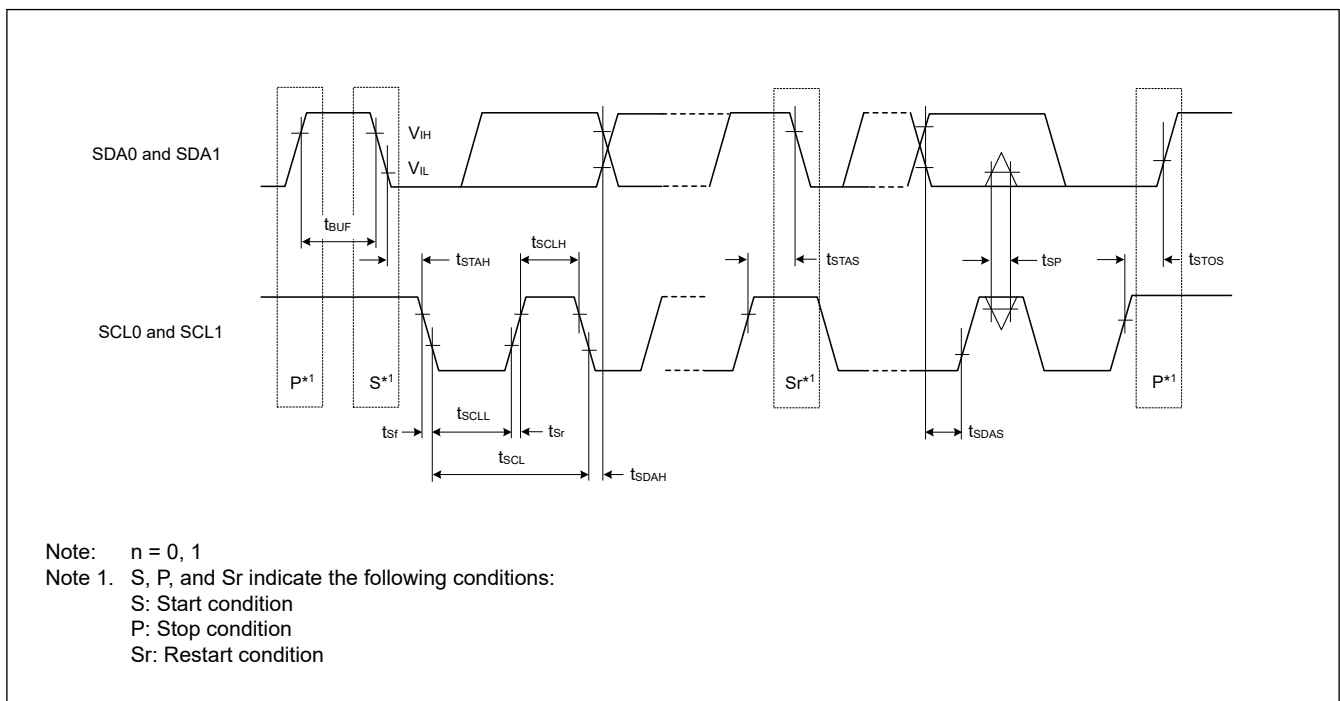 SDA0 and SDA1
VIH
VIL
tBUF
tSTAH
tSCLH
tSTAS
tSP
tSTOS
SCL0 and SCL1
P*1
S*1
Sr*1
P*1
tSf
tSCLL
tSr
tSDAS
tSCL
tSDAH
Note: n = 0, 1
Note 1. S, P, and Sr indicate the following conditions:
S: Start condition
P: Stop condition
Sr: Restart condition